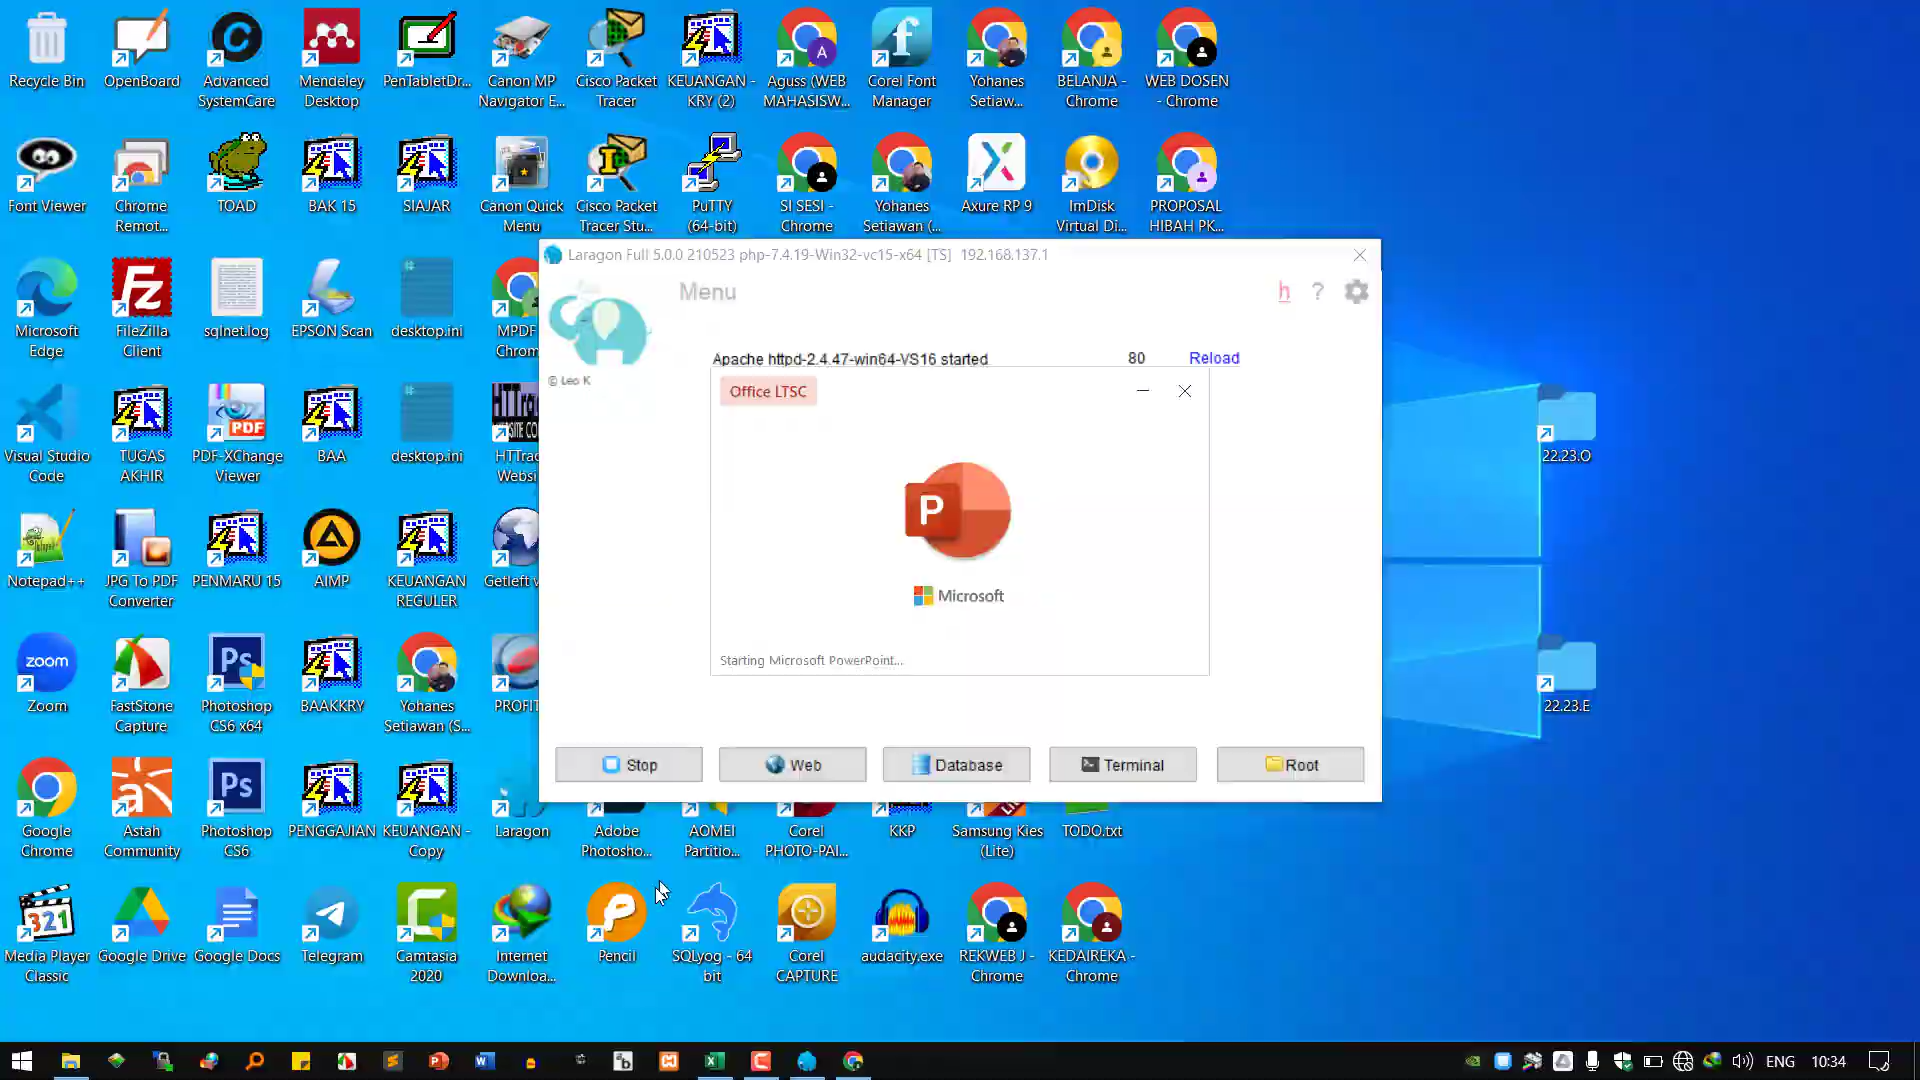 Recycle Bin
OpenBoard
Advanced
SystemCare
Mendeley
Desktop
PenTabletDr...
Canon MP
Navigator E...
Cisco Packet
Tracer
KEUANGAN -
KRY (2)
Aguss (WEB
MAHASISW...
Corel Font
Manager
Yohanes
Setiaw...
BELANJA -
Chrome
WEB DOSEN
- Chrome
Font Viewer
Chrome
Remot...
TOAD
BAK 15
SIAJAR
Canon Quick
Menu
Cisco Packet
Tracer Stu...
PuTTY
(64-bit)
SI SESI -
Chrome
Yohanes
Setiawan (...
Axure RP 9
ImDisk
Virtual Di...
PROPOSAL
HIBAH PK...
Laragon Full 5.0.0 210523 php-7.4.19-Win32-vc15-x64 [TS] 192.168.137.1
Menu
h
?
© Leo K
Apache httpd-2.4.47-win64-VS16 started
80
Reload
Office LTSC
P
Microsoft
Starting Microsoft PowerPoint...
Stop
Web
Database
Terminal
Root
Microsoft
Edge
FileZilla
Client
sqlnet.log
EPSON Scan
desktop.ini
MPDF
Chrom
Visual Studio
Code
TUGAS
AKHIR
PDF-XChange
Viewer
BAA
desktop.ini
HTTrac
Websi
22.23.O
Notepad++
JPG To PDF
Converter
PENMARU 15
AIMP
KEUANGAN
REGULER
Getleft v
zoom
Zoom
FastStone
Capture
Photoshop
CS6 x64
BAAKKRY
Yohanes
Setiawan (S...
PROFIT
22.23.E
Google
Chrome
Astah
Community
Photoshop
CS6
PENGGAJIAN
KEUANGAN -
Copy
Laragon
Adobe
Photosho...
AOMEI
Partitio...
Corel
PHOTO-PAI...
KKP
Samsung Kies
(Lite)
TODO.txt
Media Player
Classic
Google Drive
Google Docs
Telegram
Camtasia
2020
Internet
Downloa...
Pencil
SQLyog - 64
bit
Corel
CAPTURE
audacity.exe
REKWEB J -
Chrome
KEDAIREKA -
Chrome
ENG
10:34